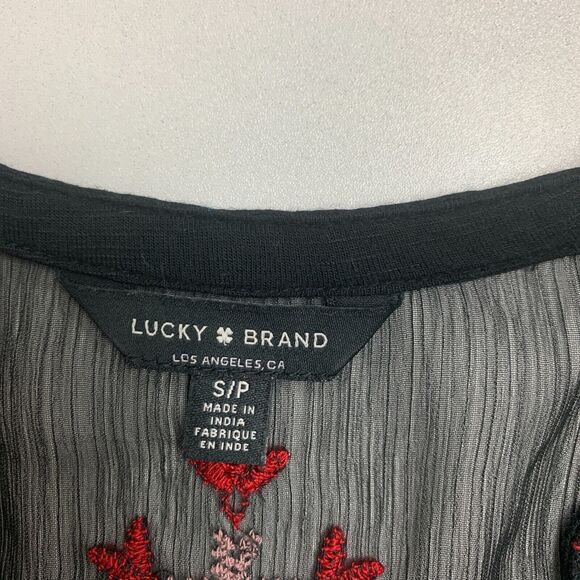 LUCKY BRAND
LOS ANGELES, CA
S/P
MADE IN
INDIA
FABRIQUE
EN INDE